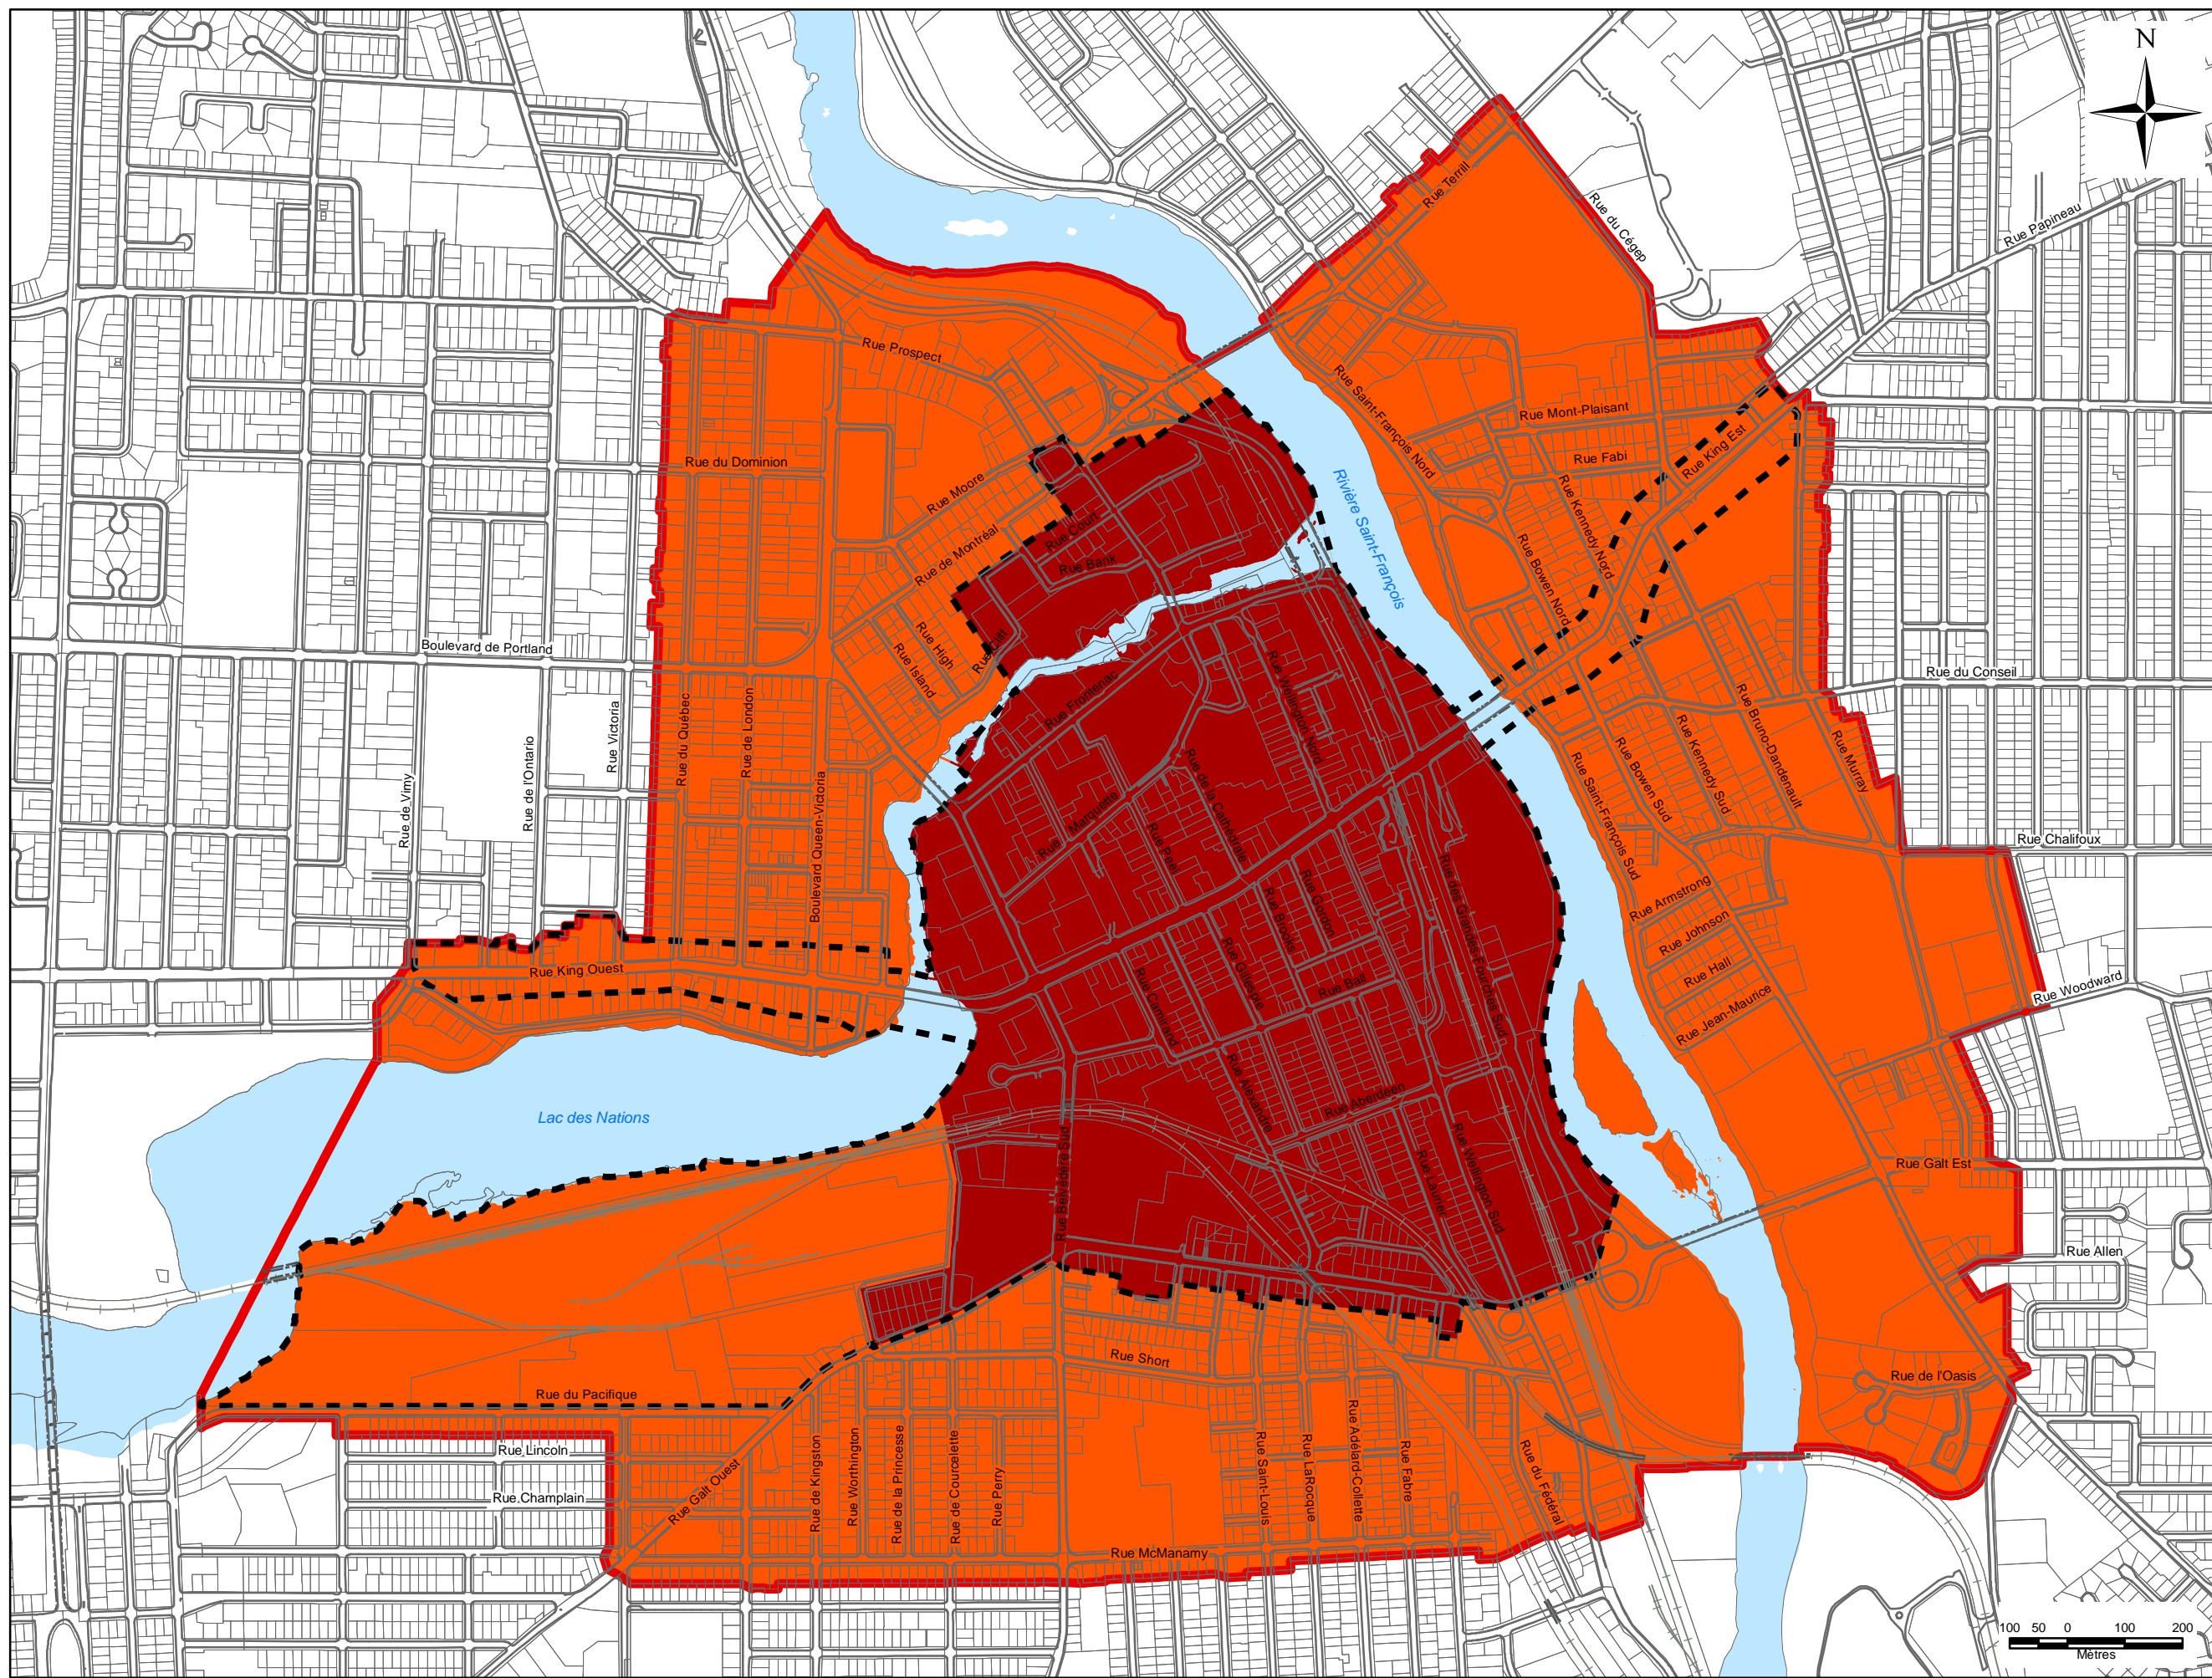 N
Rue Terrill
Rue du Cégep
Rue Papineau
Rue Prospect
Rue Saint-François Nord
Rue Mont-Plaisant
Rue King Est
Rue Fabi
Rue du Dominion
Rue Moore
Rue Kennedy Nord
Rivière Saint-François
Rue Court
Rue de Montréal
Rue Bank
Rue Bowen Nord
Rue High
Rue Cliff
Rue Island
Boulevard de Portland
Rue Frontenac
Rue Wellington Nord
Rue du Conseil
Rue du Québec
Rue de London
Rue Victoria
Rue de l'Ontario
Rue de Vimy
Boulevard Queen-Victoria
Rue Bruno-Dandenault
Rue Kennedy Sud
Rue Murray
Rue Bowen Sud
Rue Saint-François Sud
Rue de la Cathédrale
Rue Marquette
Rue Peel
Rue Chalifoux
Rue Gordon
Rue Brooks
Rue des Grandes-Fourches Sud
Rue Armstrong
Rue Johnson
Rue Hall
Rue Jean-Maurice
Rue Woodward
Rue King Ouest
Rue Gillespie
Rue Ball
Rue Camirand
Rue Alexandre
Rue Aberdeen
Lac des Nations
Rue Belvédère Sud
Rue Laurier
Rue Wellington Sud
Rue Galt Est
Rue Allen
Rue Short
Rue de l'Oasis
Rue du Pacifique
Rue Lincoln
Rue Champlain
Rue Galt Ouest
Rue de Kingston
Rue Worthington
Rue de la Princesse
Rue de Courcelette
Rue Perry
Rue Saint-Louis
Rue LaRocque
Rue Adélard-Collette
Rue Fabre
Rue du Fédéral
Rue McManamy
100 50 0 100 200
Mètres